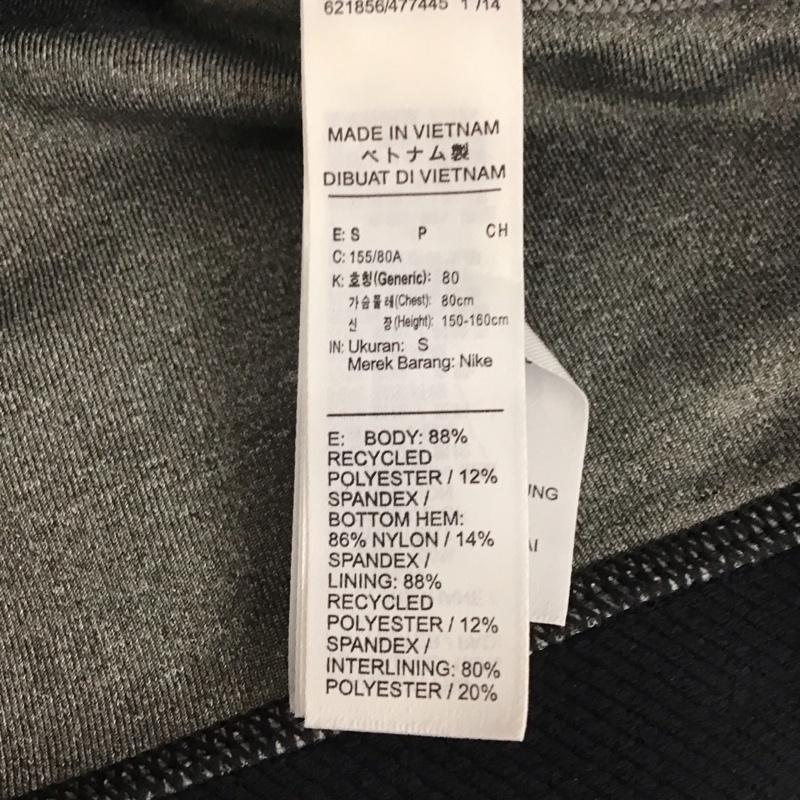 621856/477445 1 /14
MADE IN VIETNAM
ベトナム製
DIBUAT DI VIETNAM
E: S P CH
C: 155/80A
K: 호칭(Generic): 80
가슴둘레(Chest): 80cm
신 장(Height): 150-160cm
IN: Ukuran: S
Merek Barang: Nike
E: BODY: 88%
RECYCLED
POLYESTER / 12%
SPANDEX /
BOTTOM HEM:
86% NYLON / 14%
SPANDEX /
LINING: 88%
RECYCLED
POLYESTER / 12%
SPANDEX /
INTERLINING: 80%
POLYESTER / 20%